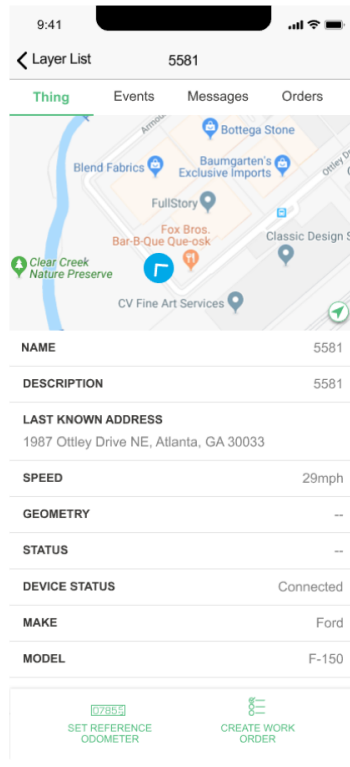 9:41
Layer List
5581
Thing
Events
Messages
Orders
Bottega Stone
Ottley Dr
Blend Fabrics
Baumgarten's
Exclusive Imports
FullStory
Fox Bros.
Bar-B-Que Que-osk
Classic Design S
Clear Creek
Nature Preserve
CV Fine Art Services
NAME
5581
DESCRIPTION
5581
LAST KNOWN ADDRESS
1987 Ottley Drive NE, Atlanta, GA 30033
SPEED
29mph
GEOMETRY
--
STATUS
--
DEVICE STATUS
Connected
MAKE
Ford
MODEL
F-150
SET REFERENCE
ODOMETER
CREATE WORK
ORDER